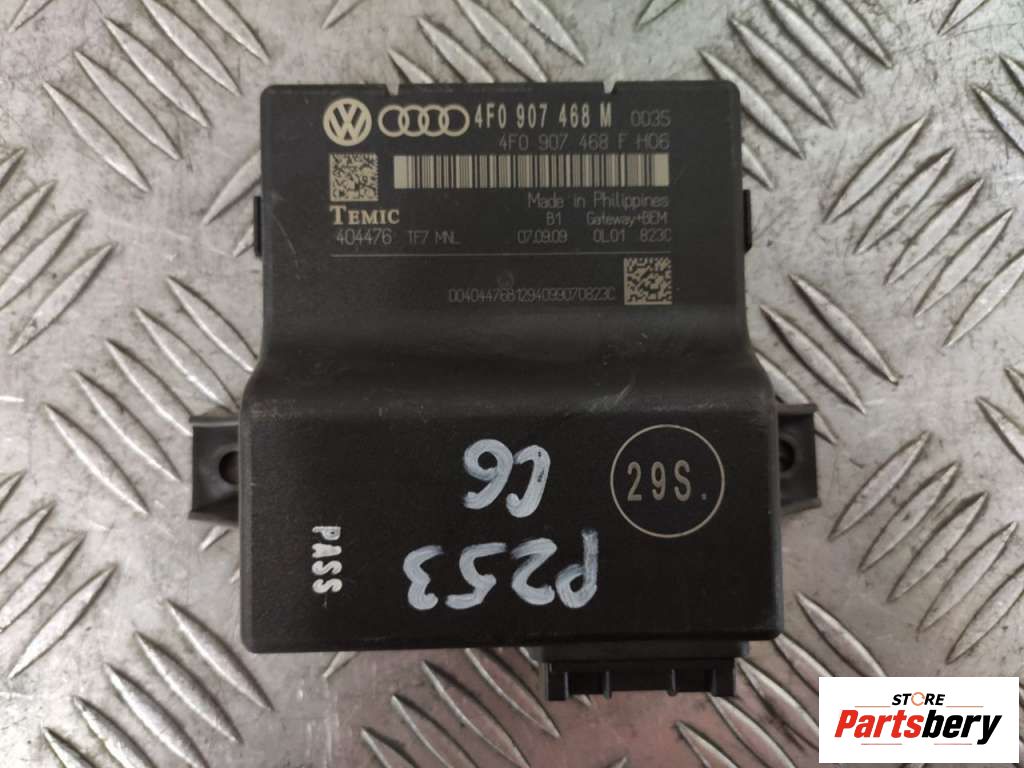 4F0 907 468 M 0035
4F0 907 468 F H06
TEMIC
Made in Philippines
B1 Gateway+BEM
404476 TF7 MNL 07.09.09 0L01 823C
0040447681294099070823C
29S.
C6
P253
PASS
STORE
Partsbery